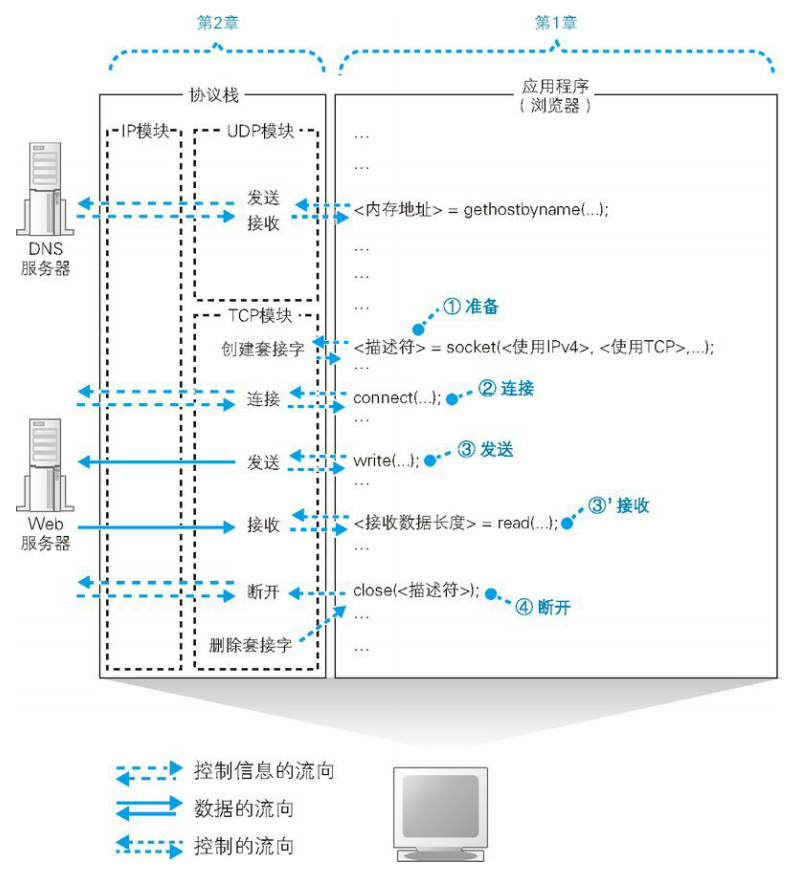 第2章
第1章
协议栈
应用程序
（浏览器）
IP模块
UDP模块
...
...
发送
接收
<内存地址> = gethostbyname(...);
DNS
服务器
...
...
...
① 准备
TCP模块
创建套接字
<描述符> = socket(<使用IPv4>, <使用TCP>,...);
...
② 连接
连接
connect(...);
...
③ 发送
发送
write(...);
...
③' 接收
Web
服务器
接收
<接收数据长度> = read(...);
...
断开
close(<描述符>);
④ 断开
...
删除套接字
...
控制信息的流向
数据的流向
控制的流向